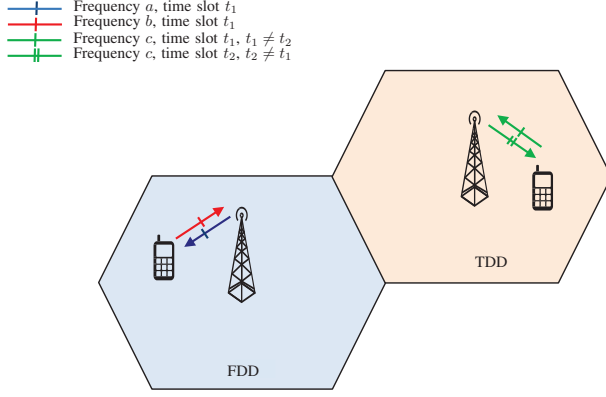 Frequency a, time slot t₁
Frequency b, time slot t₁
Frequency c, time slot t₁, t₁ ≠ t₂
Frequency c, time slot t₂, t₂ ≠ t₁
TDD
FDD